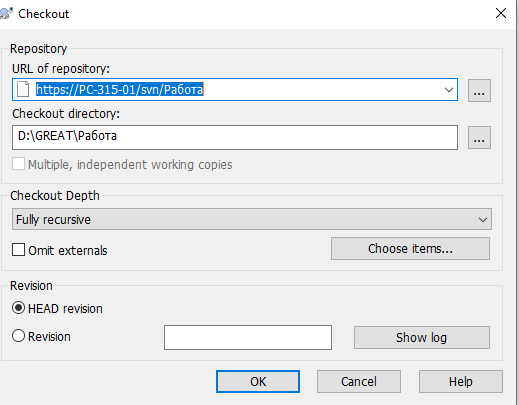 Checkout
Repository
URL of repository:
https://PC-315-01/svn/Работа
...
Checkout directory:
D:\GREAT\Работа
...
Multiple, independent working copies
Checkout Depth
Fully recursive
Omit externals
Choose items...
Revision
HEAD revision
Revision
Show log
OK
Cancel
Help